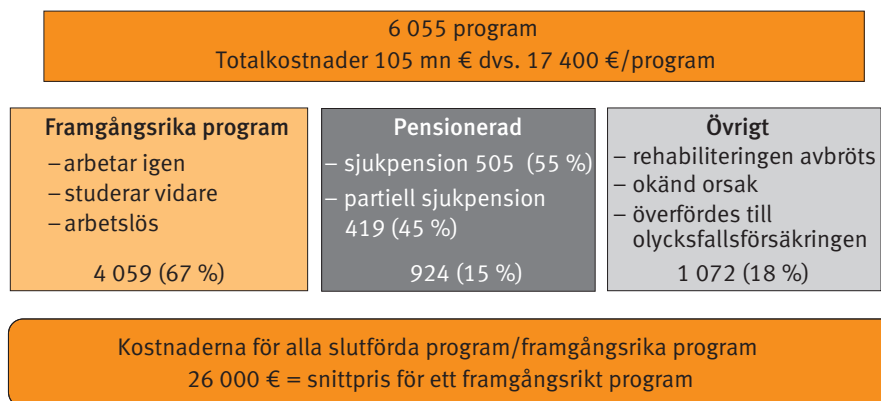 6 055 program
Totalkostnader 105 mn € dvs. 17 400 €/program
Framgångsrika program
– arbetar igen
– studerar vidare
– arbetslös
4 059 (67 %)
Pensionerad
– sjukpension 505 (55 %)
– partiell sjukpension
419 (45 %)
924 (15 %)
Övrigt
– rehabiliteringen avbröts
– okänd orsak
– överfördes till
olycksfallsförsäkringen
1 072 (18 %)
Kostnaderna för alla slutförda program/framgångsrika program
26 000 € = snittpris för ett framgångsrikt program